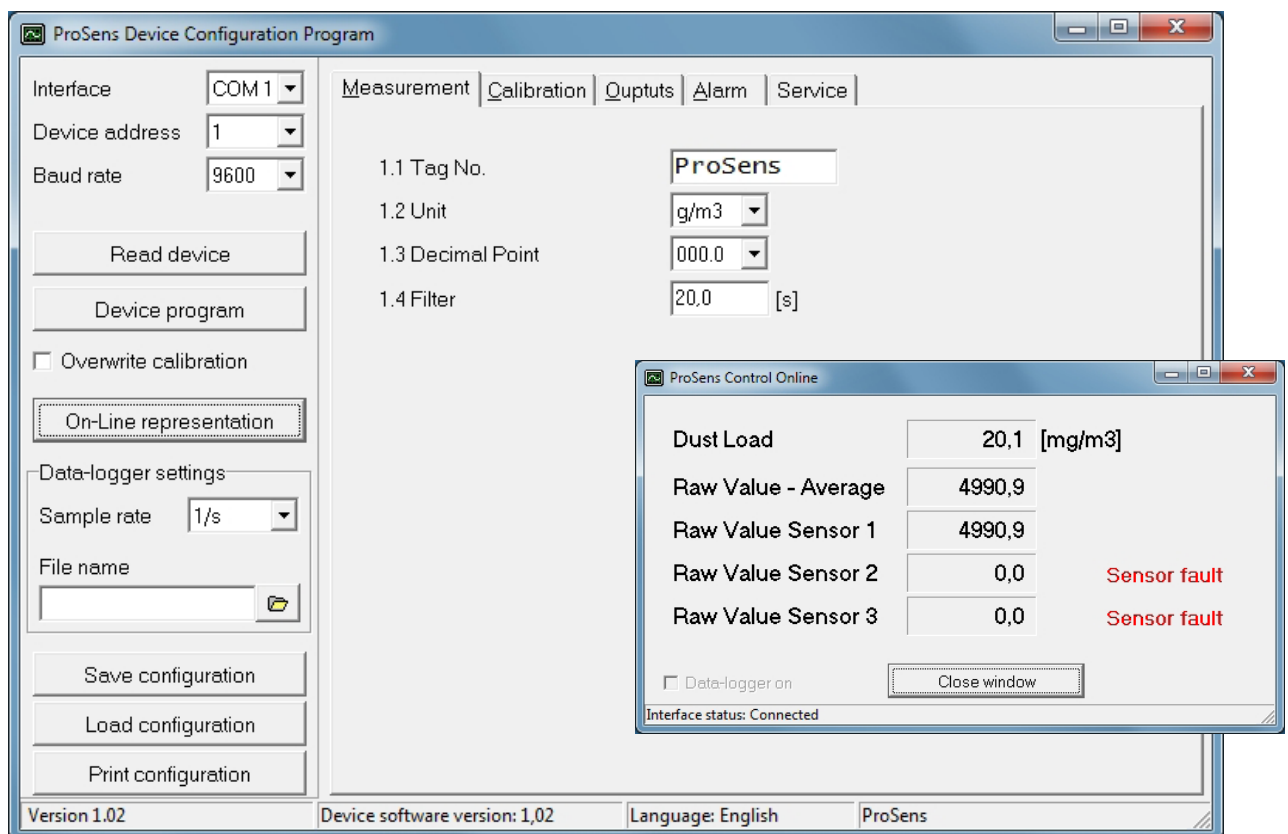 ProSens Device Configuration Program
Interface COM 1
Device address 1
Baud rate 9600
Read device
Device program
Overwrite calibration
On-Line representation
Data-logger settings
Sample rate 1/s
File name
Save configuration
Load configuration
Print configuration
Measurement Calibration Ouptuts Alarm Service
1.1 Tag No. ProSens
1.2 Unit g/m3
1.3 Decimal Point 000.0
1.4 Filter 20,0 [s]
ProSens Control Online
Dust Load 20,1 [mg/m3]
Raw Value - Average 4990,9
Raw Value Sensor 1 4990,9
Raw Value Sensor 2 0,0 Sensor fault
Raw Value Sensor 3 0,0 Sensor fault
Data-logger on Close window
Interface status: Connected
Version 1.02 Device software version: 1,02 Language: English ProSens